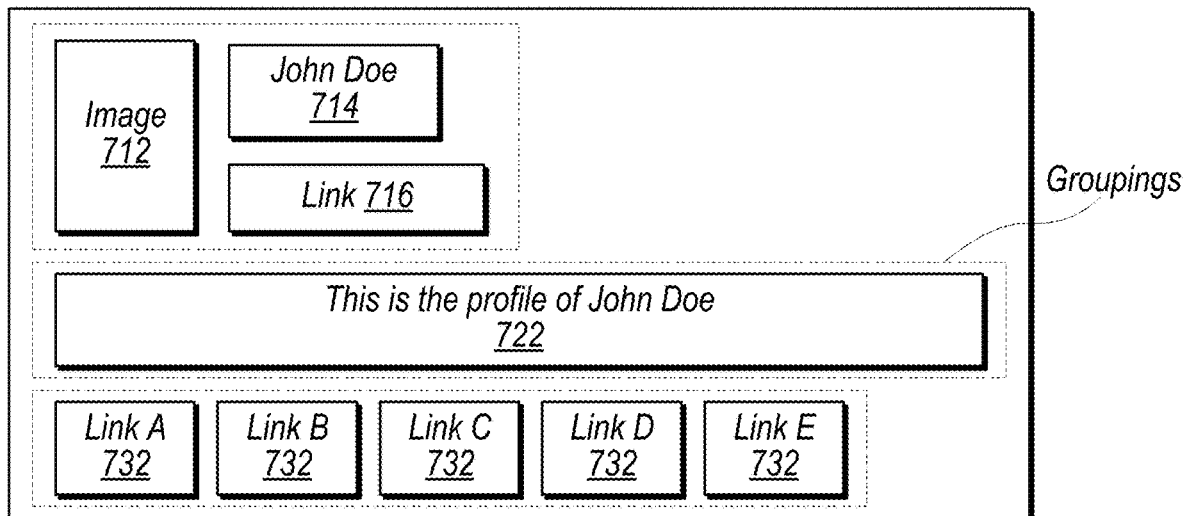 Image
712
John Doe
714
Link 716
Groupings
This is the profile of John Doe
722
Link A
732
Link B
732
Link C
732
Link D
732
Link E
732